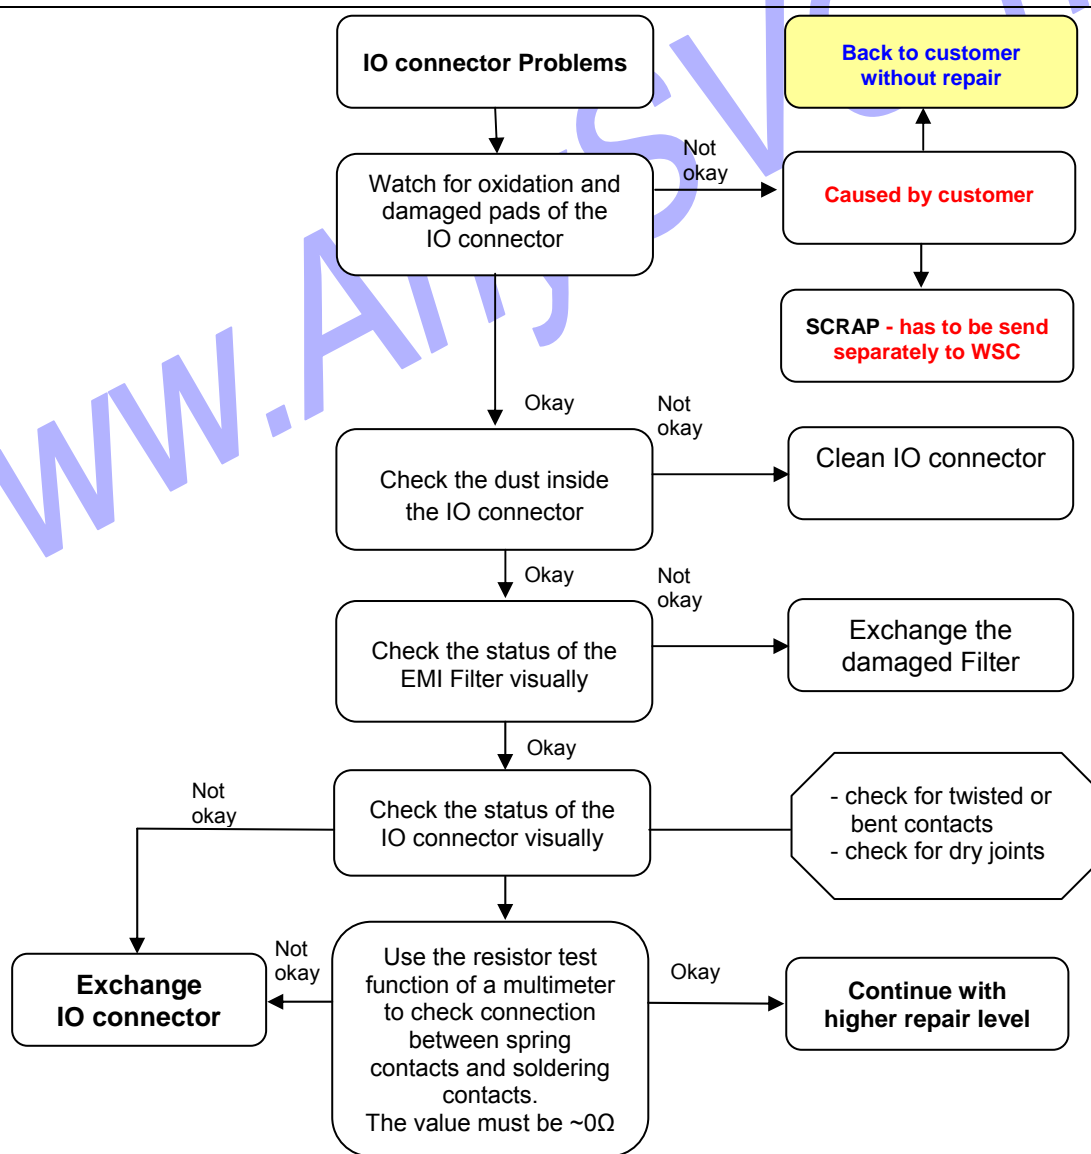 IO connector Problems
Back to customer
without repair
Not
okay
Watch for oxidation and
damaged pads of the
IO connector
Caused by customer
SCRAP - has to be send
separately to WSC
Okay
Not
okay
Check the dust inside
the IO connector
Clean IO connector
Okay
Not
okay
Check the status of the
EMI Filter visually
Exchange the
damaged Filter
Okay
Not
okay
Check the status of the
IO connector visually
- check for twisted or
bent contacts
- check for dry joints
Not
okay
Exchange
IO connector
Use the resistor test
function of a multimeter
to check connection
between spring
contacts and soldering
contacts.
The value must be ~0Ω
Okay
Continue with
higher repair level